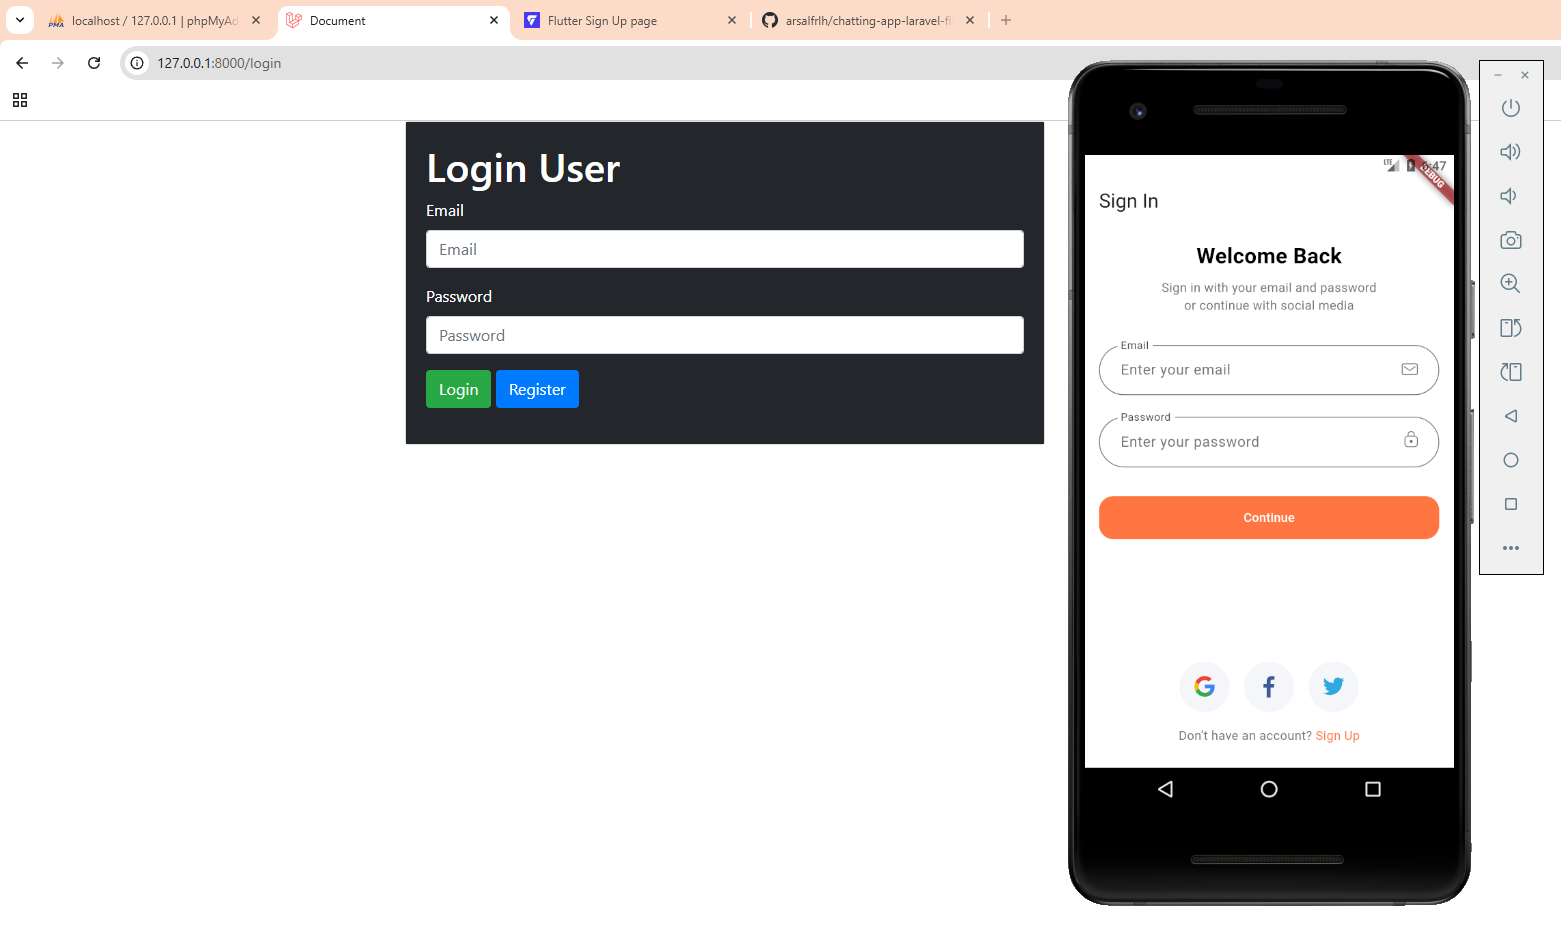 localhost / 127.0.0.1 | phpMyAd
Document
Flutter Sign Up page
arsalfrlh/chatting-app-laravel-fl
127.0.0.1:8000/login
Login User
Email
Email
Password
Password
Login Register
LTE 6:47
DEBUG
Sign In
Welcome Back
Sign in with your email and password
or continue with social media
Email
Enter your email
Password
Enter your password
Continue
Don't have an account? Sign Up